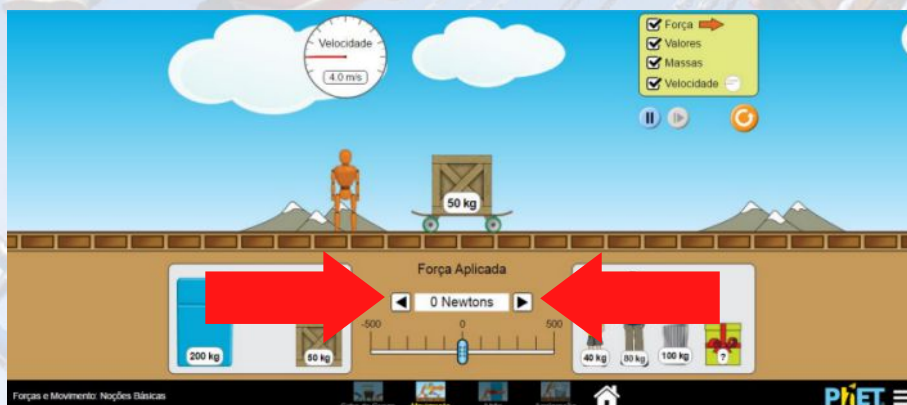 Velocidade
4.0 m/s
Força
Valores
Massas
Velocidade
50 kg
Força Aplicada
0 Newtons
-500 0 500
200 kg
50 kg
40 kg
80 kg
100 kg
?
Forças e Movimento: Noções Básicas
Movimento
PhET